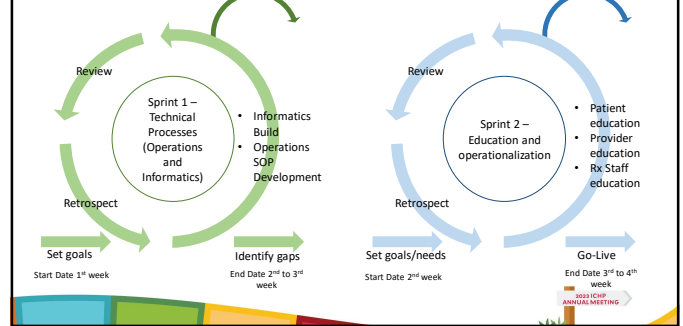 Review
Sprint 1 –
Technical
Processes
(Operations
and
Informatics)
• Informatics
Build
• Operations
SOP
Development
Retrospect
Set goals
Start Date 1st week
Identify gaps
End Date 2nd to 3rd
week
Review
Sprint 2 –
Education and
operationalization
• Patient
education
• Provider
education
• Rx Staff
education
Retrospect
Set goals/needs
Start Date 2nd week
Go-Live
End Date 3rd to 4th
week
2023 ICHP
ANNUAL MEETING